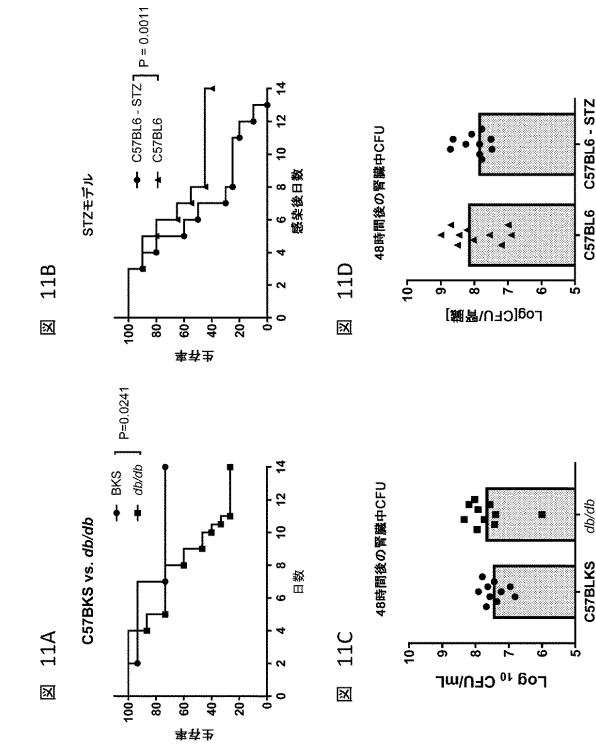 図 11A
C57BKS vs. db/db
BKS
db/db
P=0.0241
生存率
100
80
60
40
20
0
0 2 4 6 8 10 12 14
日数
図 11B
STZモデル
C57BL6 - STZ
C57BL6
P = 0.0011
生存率
100
80
60
40
20
0
0 2 4 6 8 10 12 14
感染後日数
図 11C
48時間後の腎臓中CFU
Log 10 CFU/mL
10
9
8
7
6
5
C57BLKS db/db
図 11D
48時間後の腎臓中CFU
Log[CFU/腎臓]
10
9
8
7
6
5
C57BL6 C57BL6 - STZ